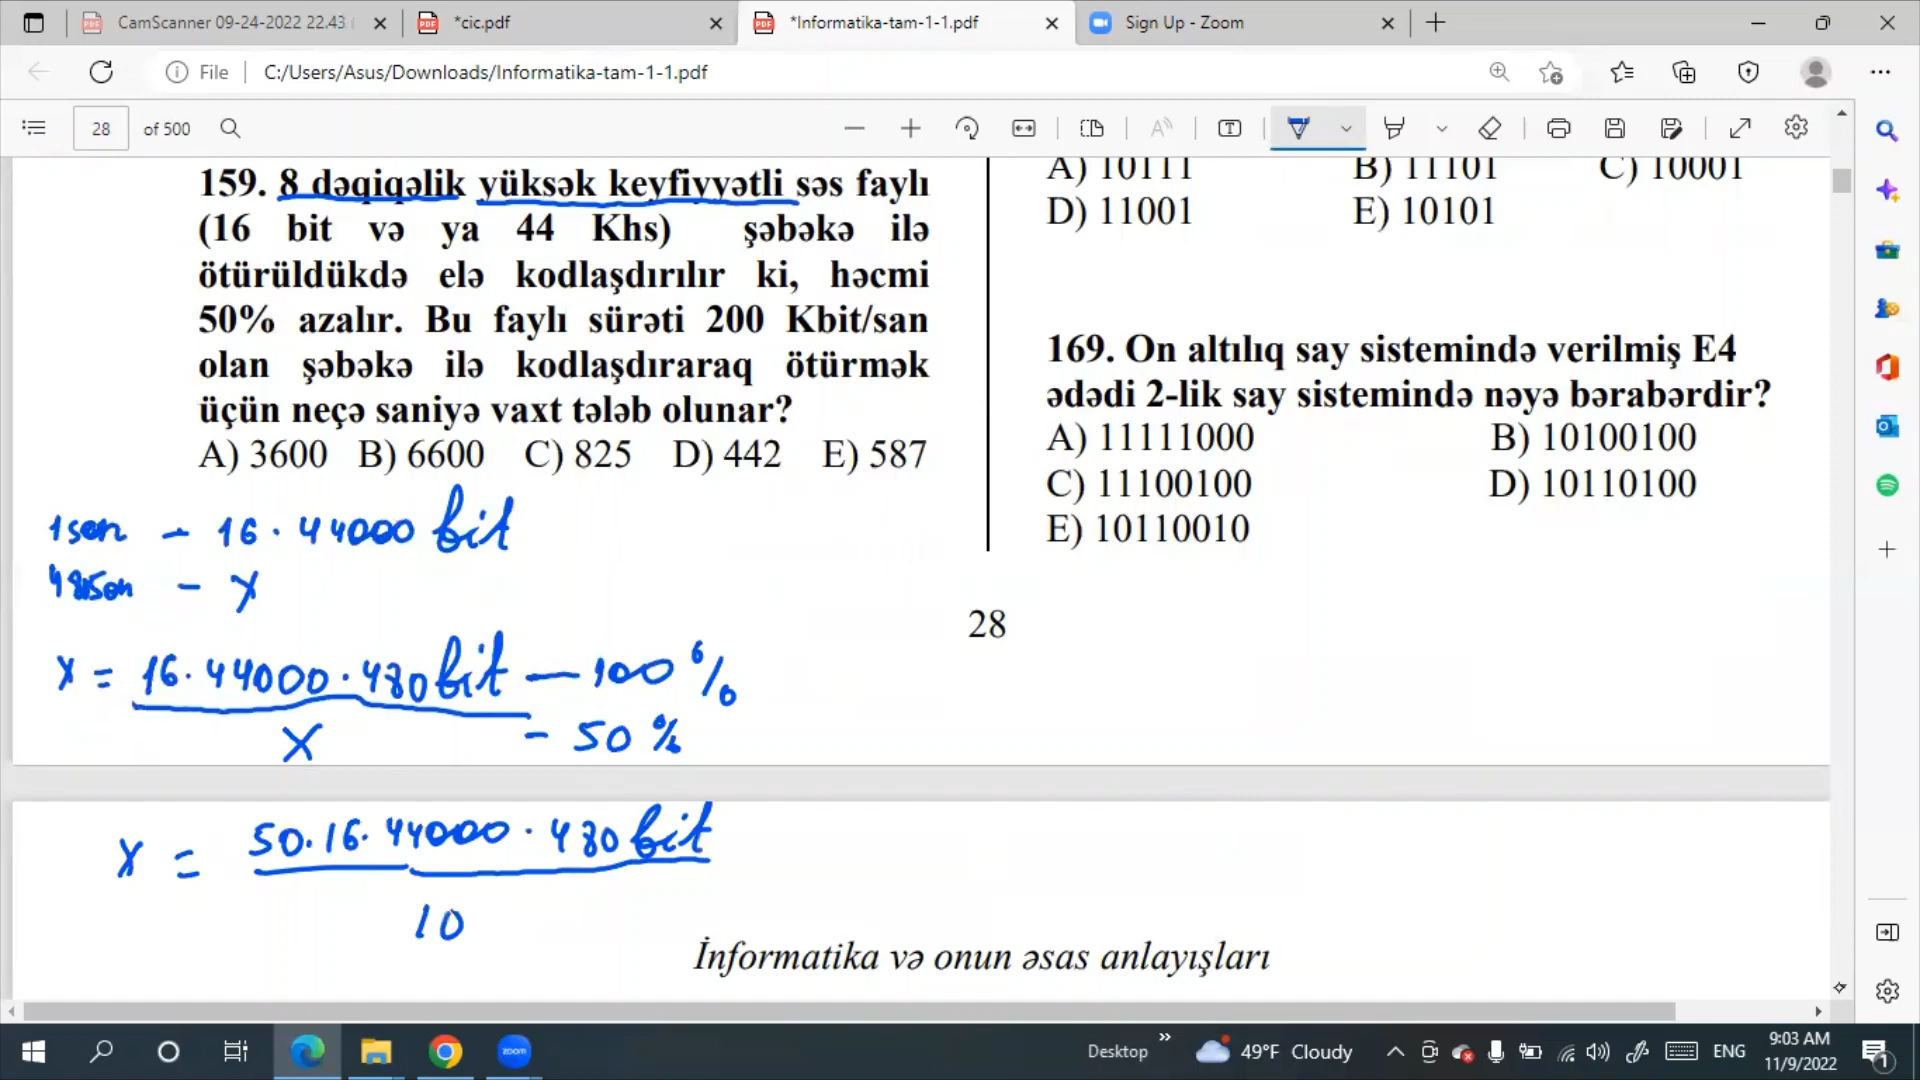 CamScanner 09-24-2022 22.43
*cic.pdf
*Informatika-tam-1-1.pdf
Sign Up - Zoom
File
C:/Users/Asus/Downloads/Informatika-tam-1-1.pdf
28
of 500
159. 8 dəqiqəlik yüksək keyfiyyətli səs faylı
(16 bit və ya 44 Khs) şəbəkə ilə
ötürüldükdə elə kodlaşdırılır ki, həcmi
50% azalır. Bu faylı sürəti 200 Kbit/san
olan şəbəkə ilə kodlaşdıraraq ötürmək
üçün neçə saniyə vaxt tələb olunar?
A) 3600 B) 6600 C) 825 D) 442 E) 587
1san - 16 · 44000 bit
480san - x
x = 16 · 44000 · 480 bit - 100 %
x - 50 %
A) 10111 B) 11101 C) 10001
D) 11001 E) 10101
169. On altılıq say sistemində verilmiş E4
ədədi 2-lik say sistemində nəyə bərabərdir?
A) 11111000 B) 10100100
C) 11100100 D) 10110100
E) 10110010
28
x = 50 · 16 · 44000 · 480 bit
10
İnformatika və onun əsas anlayışları
Desktop
49°F Cloudy
ENG
9:03 AM
11/9/2022
zoom
1